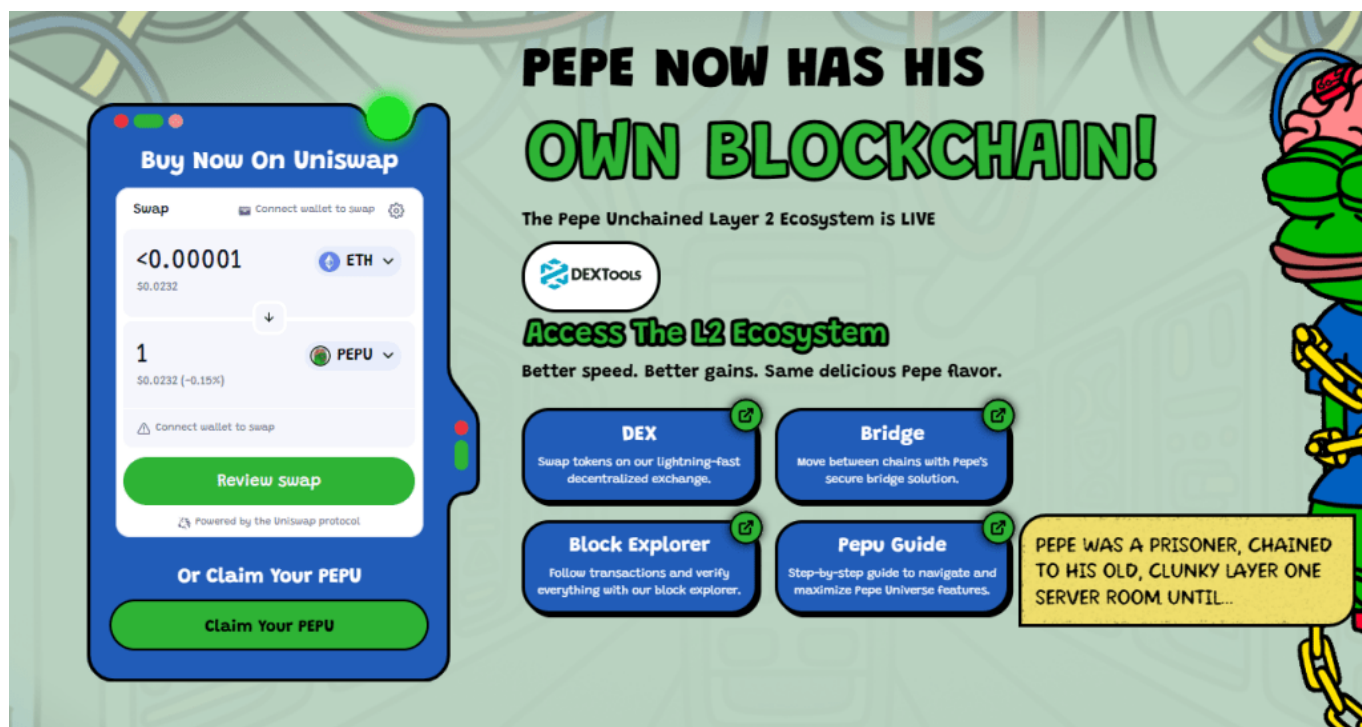 PEPE NOW HAS HIS
OWN BLOCKCHAIN!
The Pepe Unchained Layer 2 Ecosystem is LIVE
DEXTools
Access The L2 Ecosystem
Better speed. Better gains. Same delicious Pepe flavor.
DEX
Swap tokens on our lightning-fast
decentralized exchange.
Bridge
Move between chains with Pepe's
secure bridge solution.
Block Explorer
Follow transactions and verify
everything with our block explorer.
Pepu Guide
Step-by-step guide to navigate and
maximize Pepe Universe features.
PEPE WAS A PRISONER, CHAINED
TO HIS OLD, CLUNKY LAYER ONE
SERVER ROOM UNTIL...
Buy Now On Uniswap
Swap
Connect wallet to swap
<0.00001
ETH
$0.0232
1
PEPU
$0.0232 (-0.15%)
Connect wallet to swap
Review swap
Powered by the Uniswap protocol
Or Claim Your PEPU
Claim Your PEPU